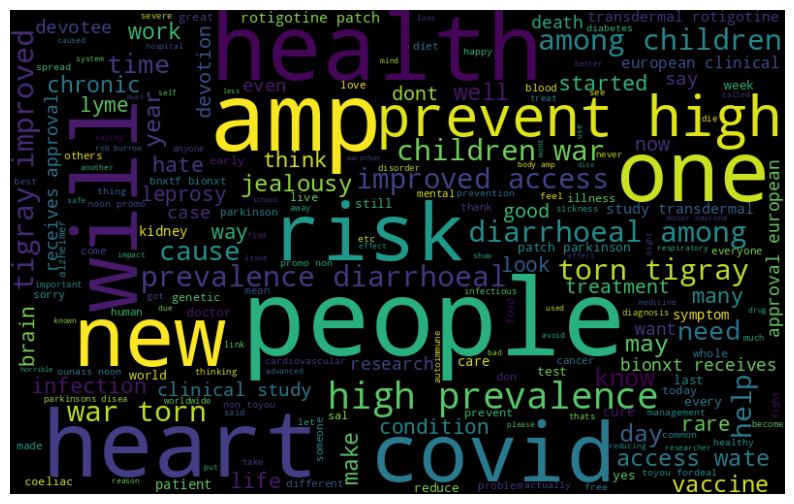 severe
rotigotine patch
loss
death
transdermal rotigotine
devotee
great
health
diet
happy
diabetes
caused
hospital
work
among children
system
mind
better
european clinical
spread
time
devotion
even
dont
well
blood
started
say
week
self
loss
must
love
treat
see
called
chronic
amp
prevent high
die
lyme
year
use
saying
rob burrow
children war
never
now
one
anyone
think
disorder
body amp
others
hate
early
improved access
mental
prevention
feel
illness
marathon
another
best
thing
bnxtf bionxt
leprosy
jealousy
live
still
thank
sickness
study transdermal
safe
noon promo
school
away
case
parkinson
good
motor neurone
tigray improved
receives approval
alzheimer
will
kidney
way
etc
risk
diarrhoeal among
patch parkinson
everyone
come
cause
find
effect
show
look
might
respiratory
impact
issue
promo non
affect
torn tigray
important
got
genetic
prevalence diarrhoeal
treatment
many
approval european
sorry
mean
infectious
human
due
doctor
people
food
used
medicine
diagnosis
drug
known
link
avoid
want
symptom
new
may
need
brain
world
thinking
cardiovascular
bad
cancer
whole
much
ounass noon
research
care
autoimmune
bionxt receives
infection
worldwide
advanced
test
know
last
parkinsons disea
clinical study
don
high prevalence
cure
today
management
help
fight
war torn
said
non toyou
sal
prevent
thats
every
become
let
someone
please
rare
made
heart
condition
day
reducing
common
researcher
healthy
make
covid
yes
toyou fordeal
put
take
access wate
coeliac
reason
life
different
problem
actually
free
patient
reduce
vaccine